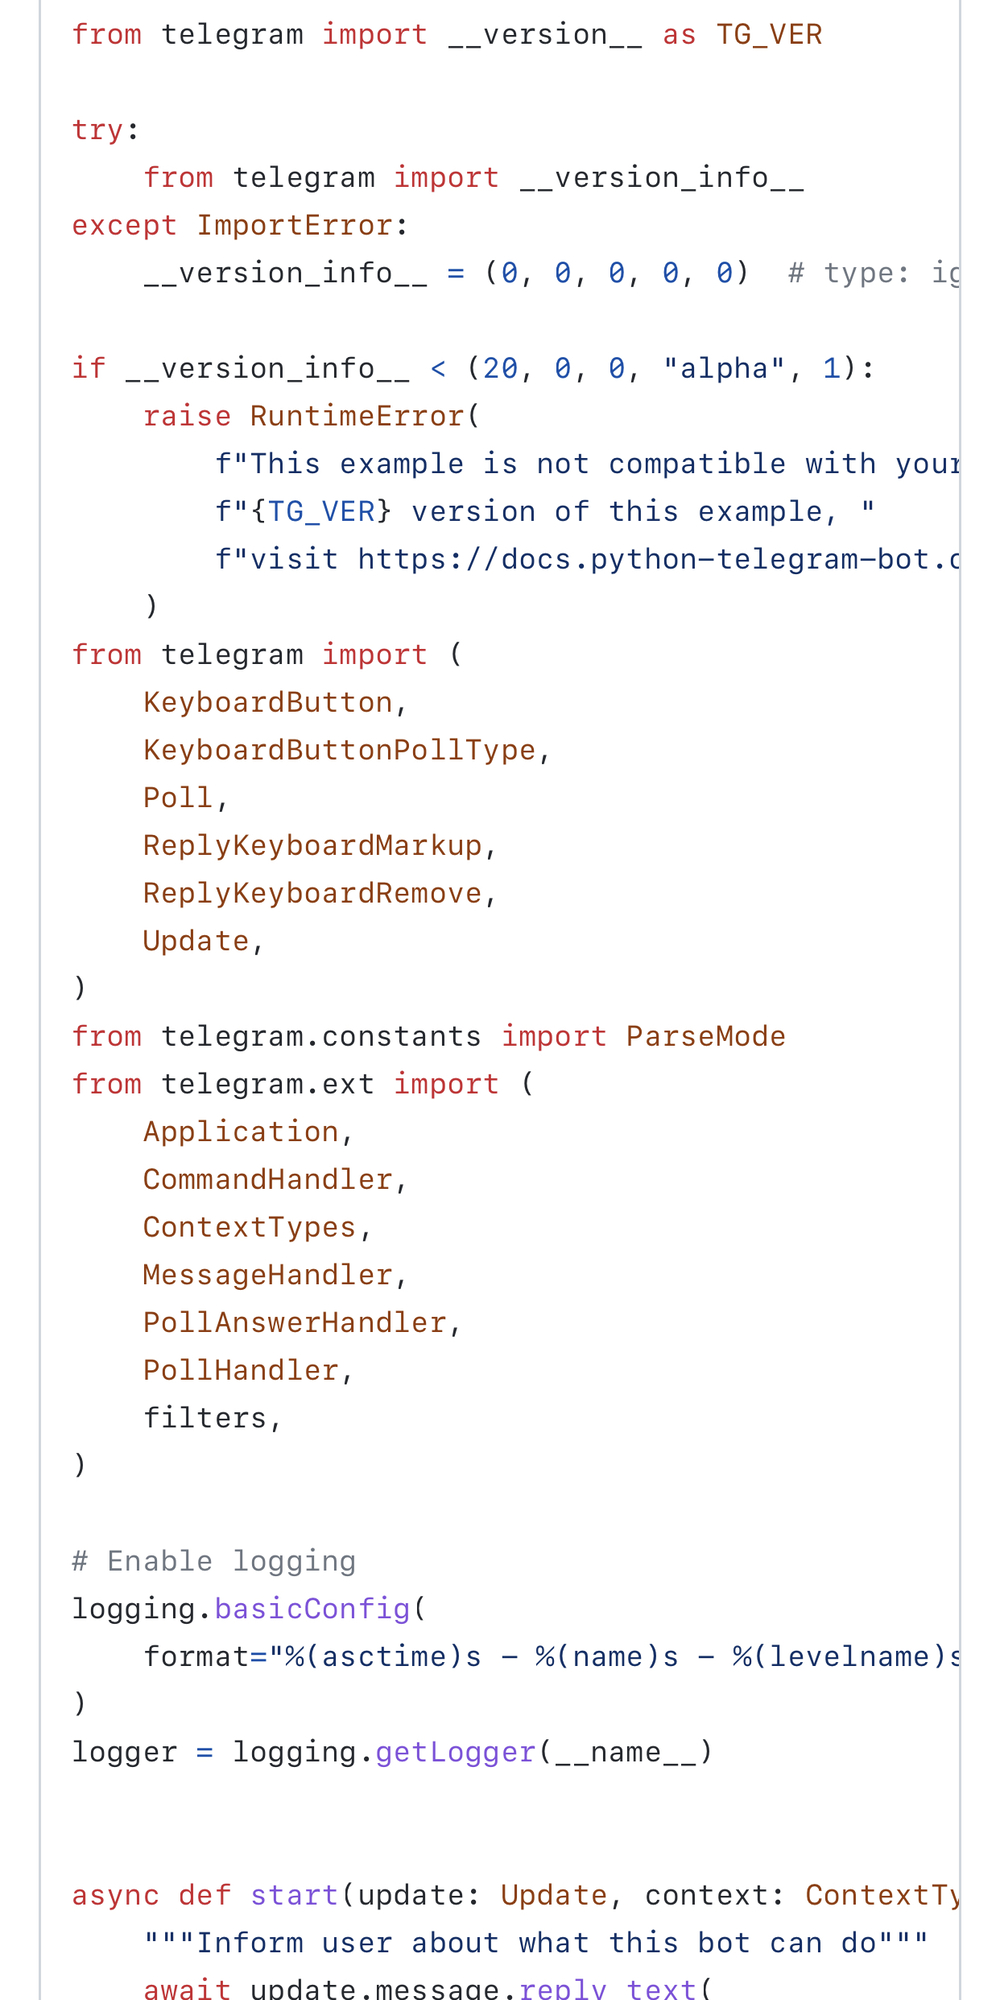 from telegram import __version__ as TG_VER

try:
    from telegram import __version_info__
except ImportError:
    __version_info__ = (0, 0, 0, 0, 0)  # type: ig

if __version_info__ < (20, 0, 0, "alpha", 1):
    raise RuntimeError(
        f"This example is not compatible with your
        f"{TG_VER} version of this example, "
        f"visit https://docs.python-telegram-bot.o
    )
from telegram import (
    KeyboardButton,
    KeyboardButtonPollType,
    Poll,
    ReplyKeyboardMarkup,
    ReplyKeyboardRemove,
    Update,
)
from telegram.constants import ParseMode
from telegram.ext import (
    Application,
    CommandHandler,
    ContextTypes,
    MessageHandler,
    PollAnswerHandler,
    PollHandler,
    filters,
)

# Enable logging
logging.basicConfig(
    format="%(asctime)s - %(name)s - %(levelname)s
)
logger = logging.getLogger(__name__)


async def start(update: Update, context: ContextTy
    """Inform user about what this bot can do"""
    await update.message.reply_text(